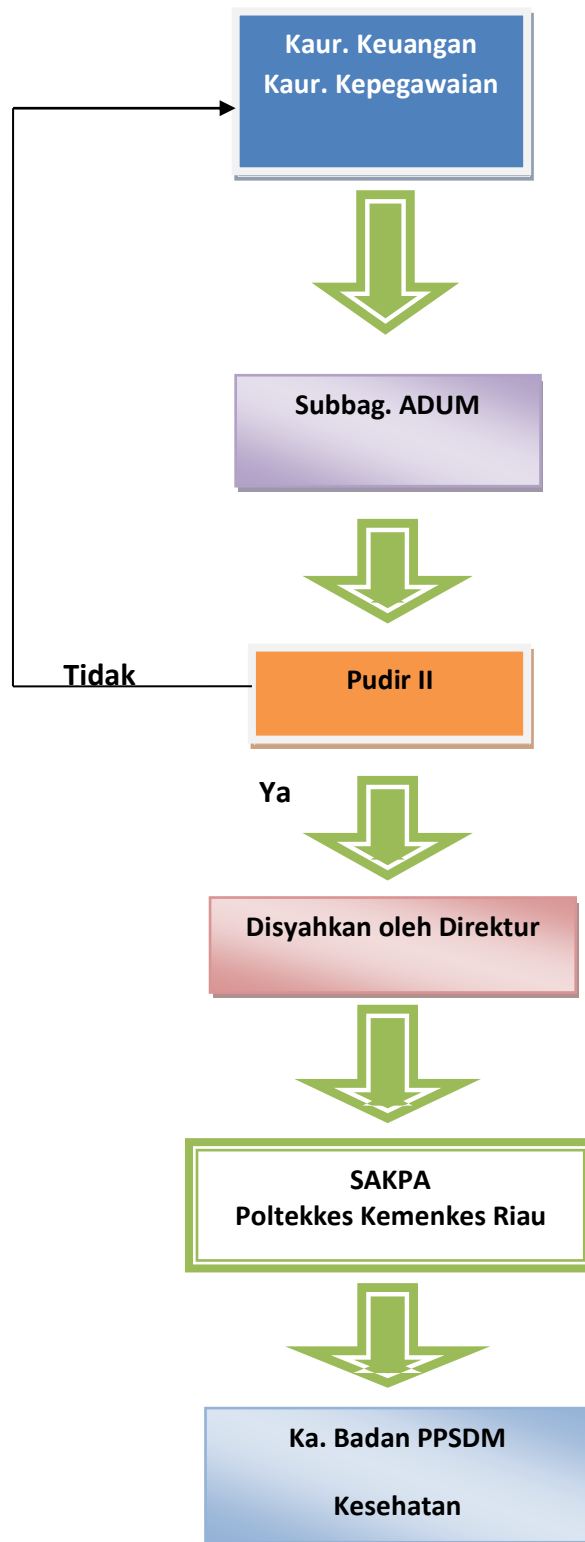 Kaur. Keuangan
Kaur. Kepegawaian
Subbag. ADUM
Tidak
Pudir II
Ya
Disyahkan oleh Direktur
SAKPA
Poltekkes Kemenkes Riau
Ka. Badan PPSDM
Kesehatan